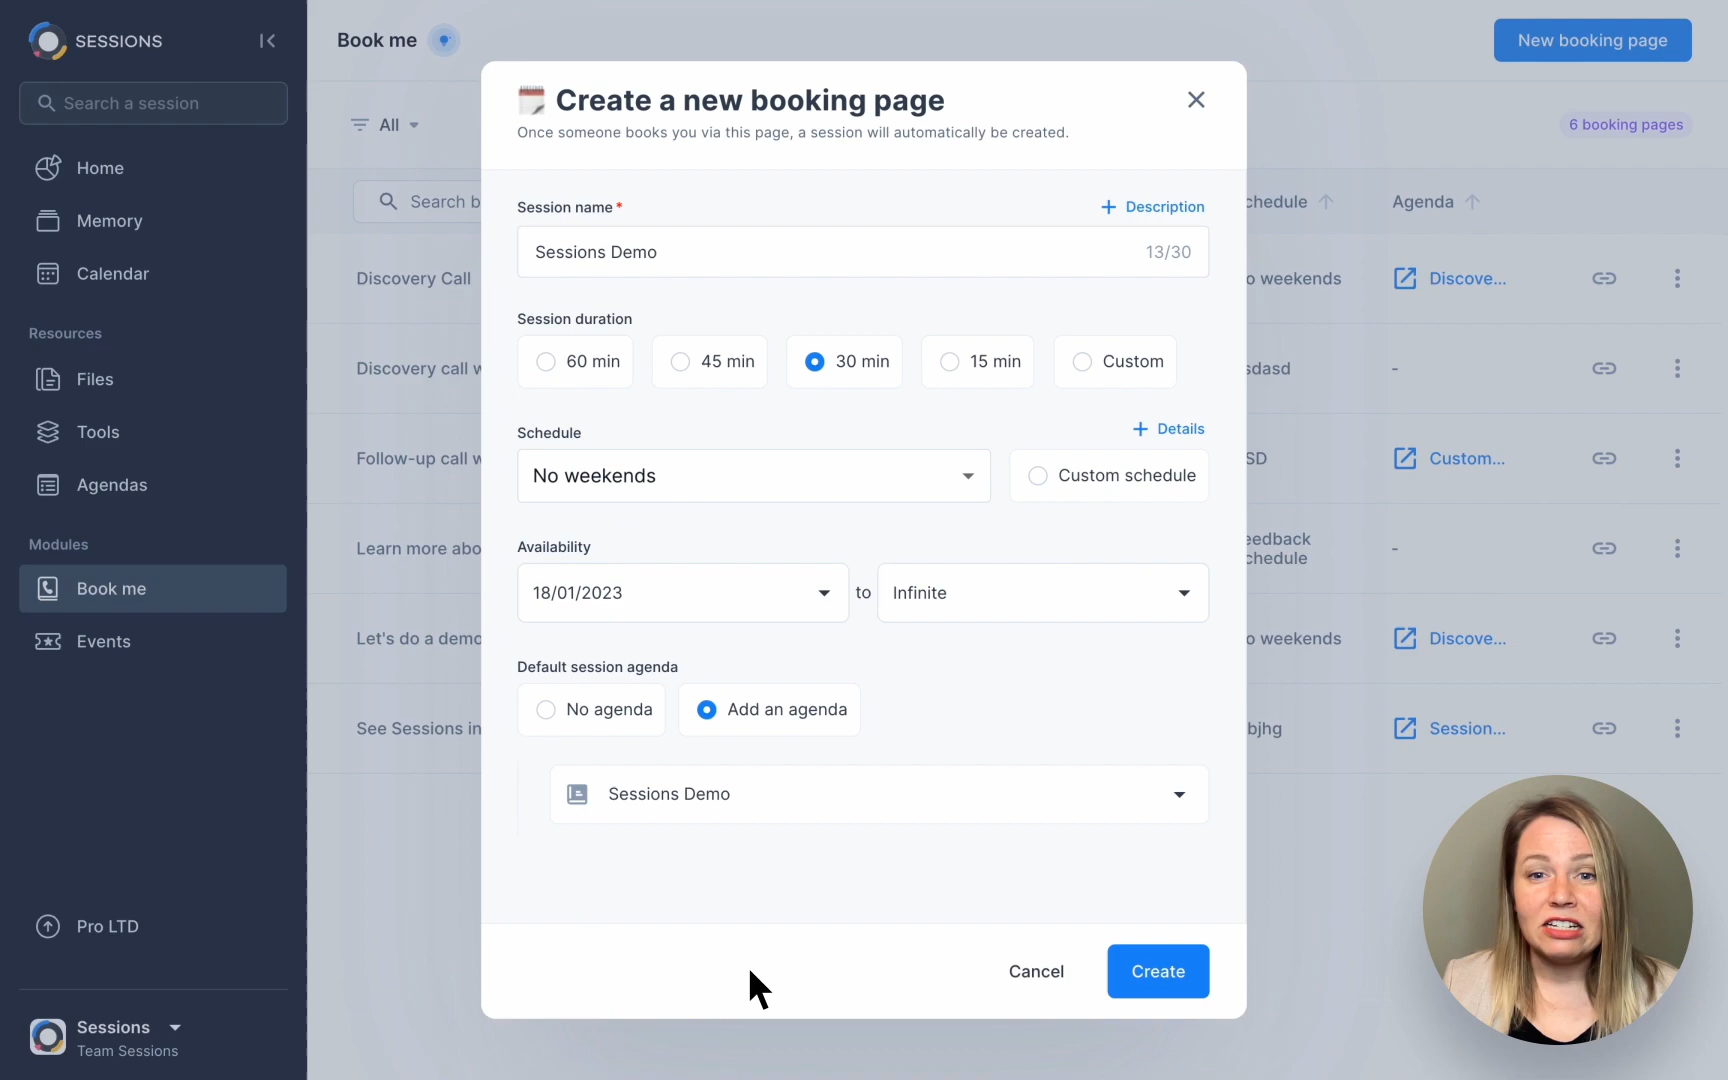 SESSIONS
Search a session
Home
Memory
Calendar
Resources
Files
Tools
Agendas
Modules
Book me
Events
Pro LTD
Sessions
Team Sessions
Book me
New booking page
All
6 booking pages
Search b
chedule
Agenda
Discovery Call
o weekends
Discove...
Discovery call w
sdasd
-
Follow-up call w
SD
Custom...
Learn more abo
eedback
chedule
-
Let's do a demo
o weekends
Discove...
See Sessions in
bjhg
Session...
Create a new booking page
Once someone books you via this page, a session will automatically be created.
Session name*
+ Description
Sessions Demo
13/30
Session duration
60 min
45 min
30 min
15 min
Custom
Schedule
+ Details
No weekends
Custom schedule
Availability
18/01/2023
to
Infinite
Default session agenda
No agenda
Add an agenda
Sessions Demo
Cancel
Create